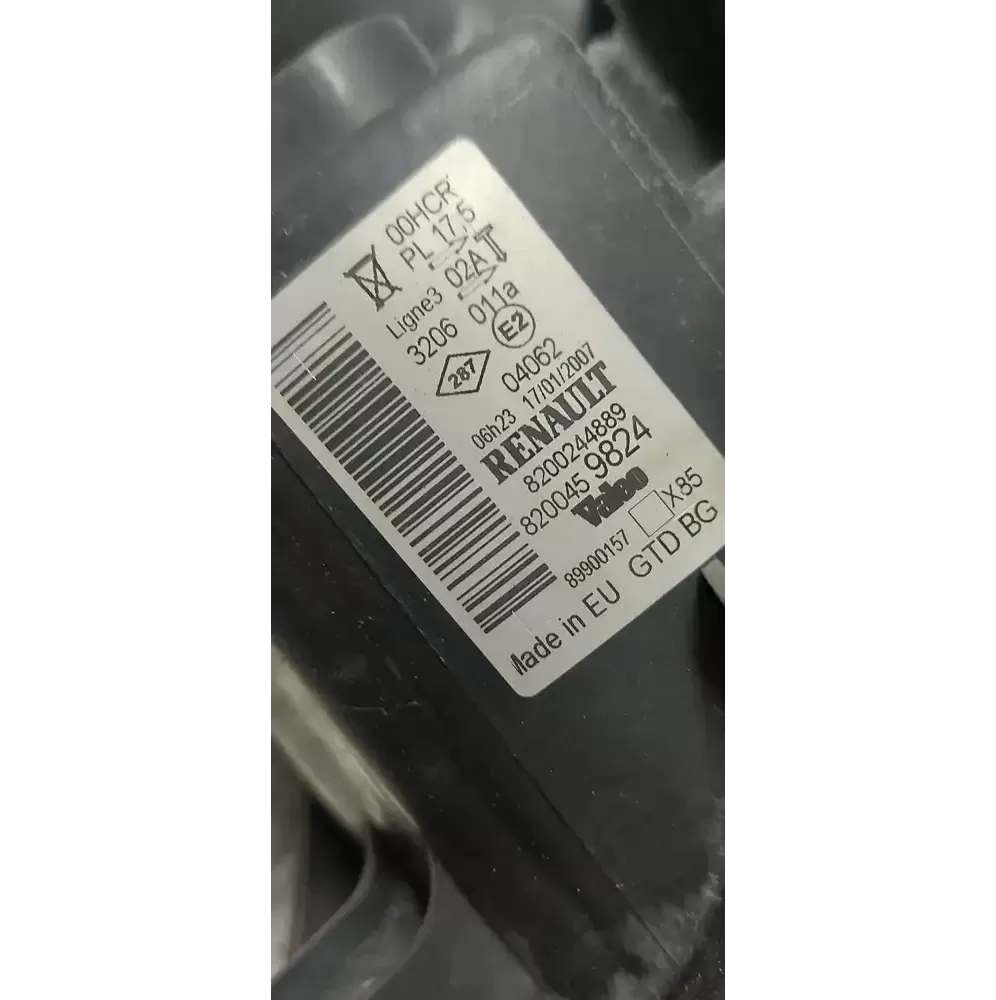 00HCR
PL 17,5
Ligne3 02A
3206 011a
287 E2
04062
06h23 17/01/2007
RENAULT
8200244889
820045 9824
Valeo
89900157 X85
Made in EU GTD BG